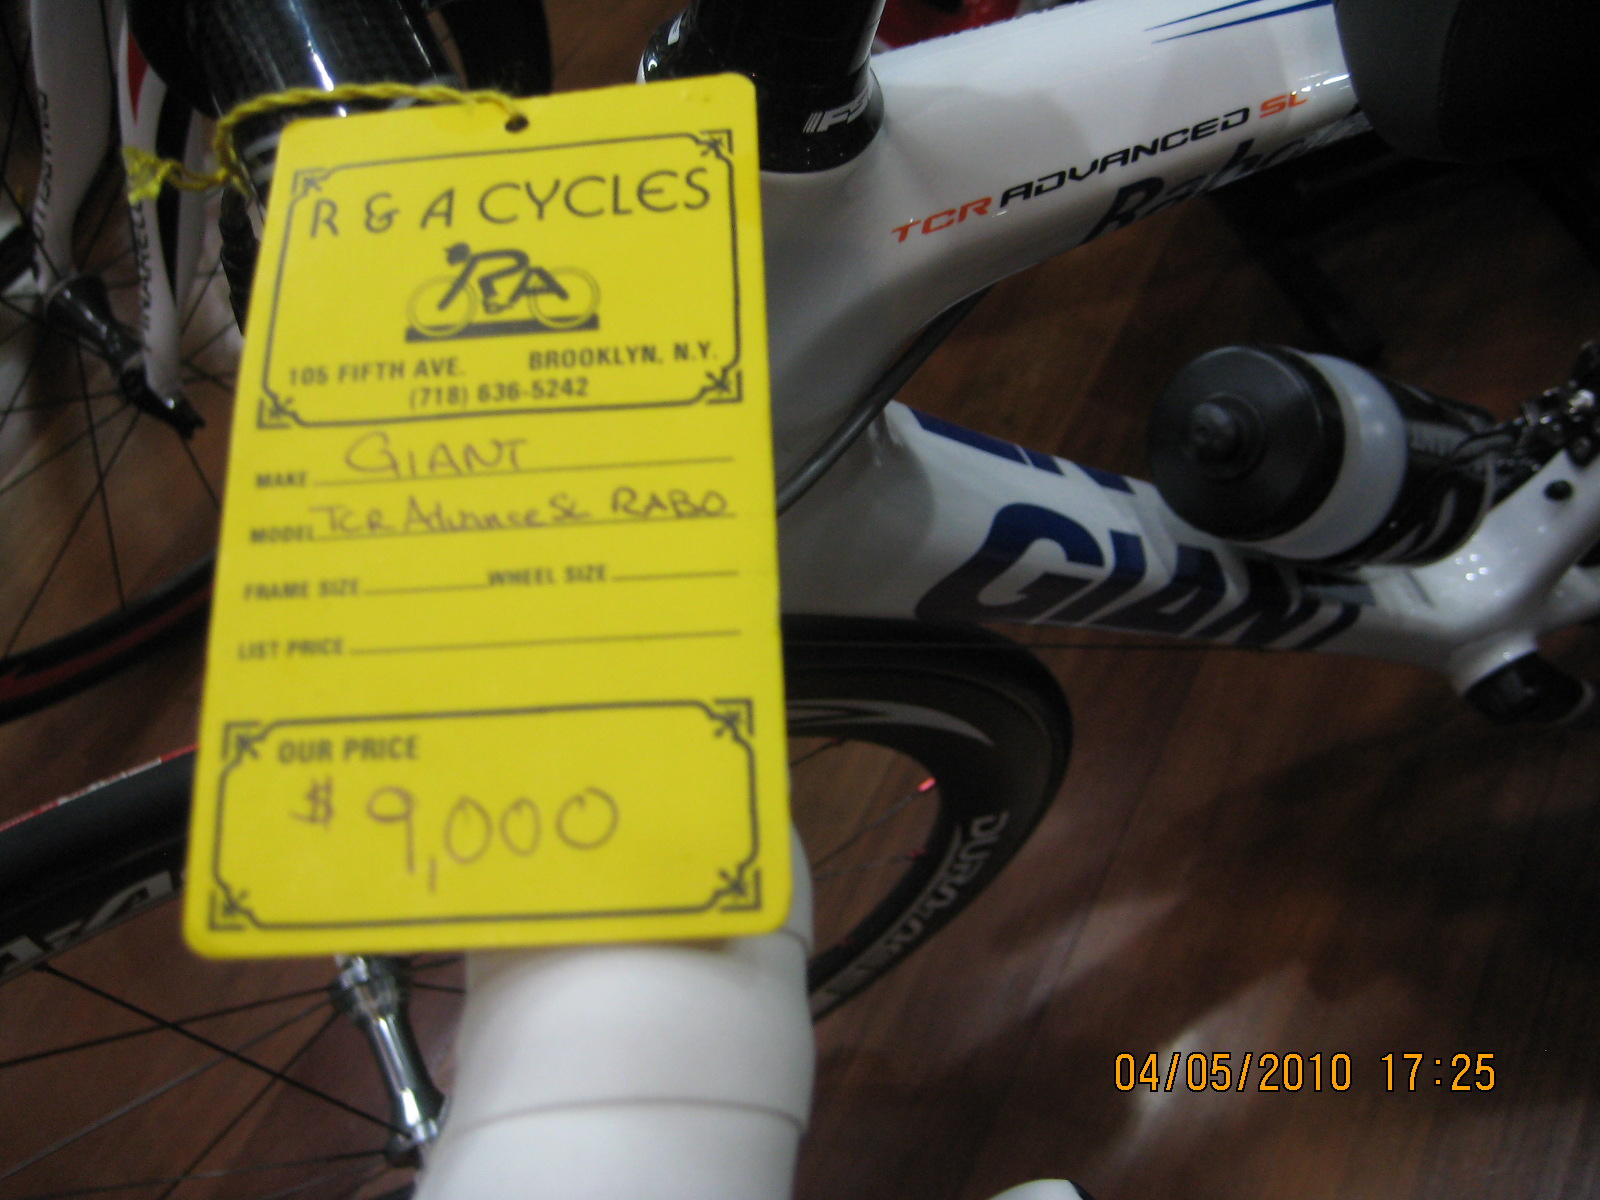 R & A CYCLES
RA
105 FIFTH AVE. BROOKLYN, N.Y.
(718) 636-5242
MAKE GIANT
MODEL TCR Advance SL RABO
FRAME SIZE WHEEL SIZE
LIST PRICE
OUR PRICE
$ 9,000
TCR ADVANCED SL
GIANT
04/05/2010 17:25